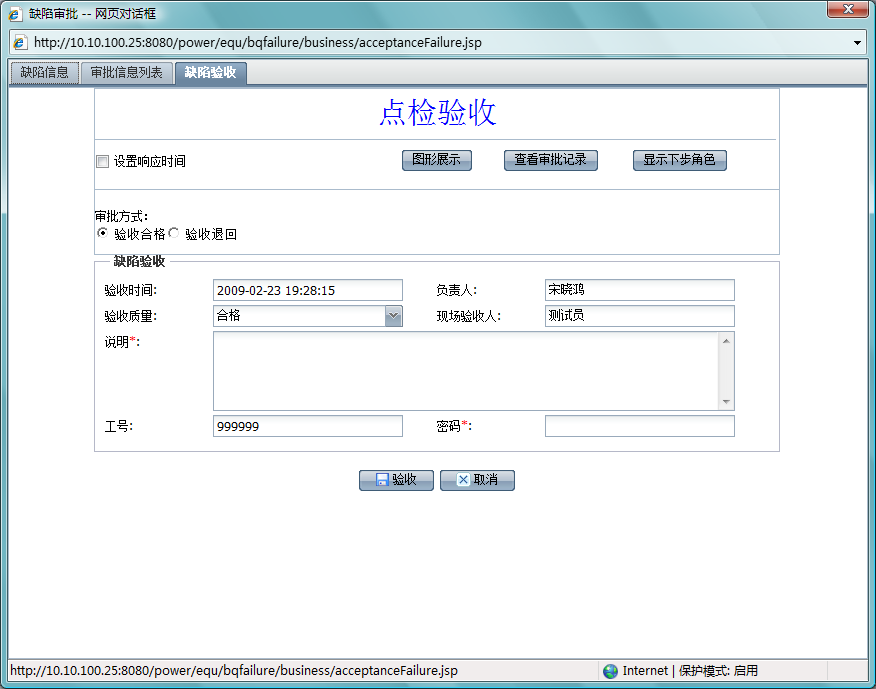 缺陷审批 -- 网页对话框
http://10.10.100.25:8080/power/equ/bqfailure/business/acceptanceFailure.jsp
缺陷信息 审批信息列表 缺陷验收
点检验收
设置响应时间 图形展示 查看审批记录 显示下步角色
审批方式:
验收合格 验收退回
缺陷验收
验收时间: 2009-02-23 19:28:15 负责人: 宋晓鸿
验收质量: 合格 现场验收人: 测试员
说明*:
工号: 999999 密码*:
验收 取消
http://10.10.100.25:8080/power/equ/bqfailure/business/acceptanceFailure.jsp Internet | 保护模式: 启用